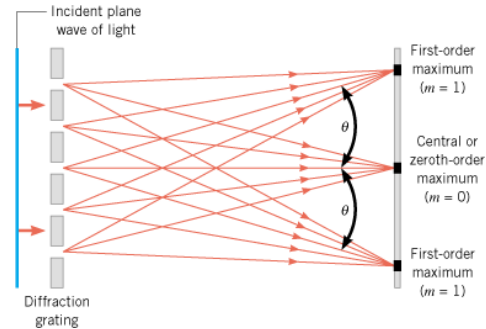 Incident plane
wave of light
First-order
maximum
(m = 1)
θ
Central or
zeroth-order
maximum
(m = 0)
θ
First-order
maximum
(m = 1)
Diffraction
grating